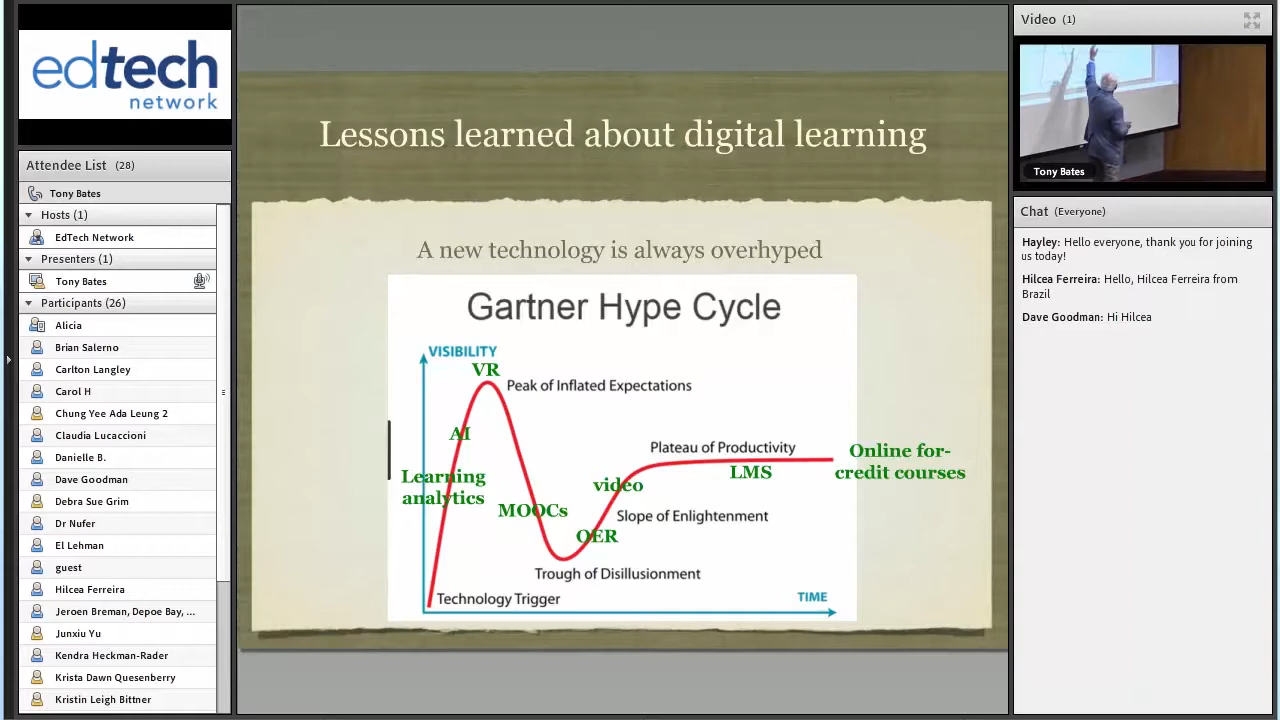 edtech
network
Attendee List (28)
Tony Bates
Hosts (1)
EdTech Network
Presenters (1)
Tony Bates
Participants (26)
Alicia
Brian Salerno
Carlton Langley
Carol H
Chung Yee Ada Leung 2
Claudia Lucaccioni
Danielle B.
Dave Goodman
Debra Sue Grim
Dr Nufer
El Lehman
guest
Hilcea Ferreira
Jeroen Breman, Depoe Bay, ...
Junxiu Yu
Kendra Heckman-Rader
Krista Dawn Quesenberry
Kristin Leigh Bittner
Lessons learned about digital learning
A new technology is always overhyped
Gartner Hype Cycle
VISIBILITY
VR
Peak of Inflated Expectations
AI
Plateau of Productivity
Online for-
credit courses
LMS
Learning
analytics
video
MOOCs
Slope of Enlightenment
OER
Trough of Disillusionment
Technology Trigger
TIME
Video (1)
Tony Bates
Chat (Everyone)
Hayley: Hello everyone, thank you for joining
us today!
Hilcea Ferreira: Hello, Hilcea Ferreira from
Brazil
Dave Goodman: Hi Hilcea